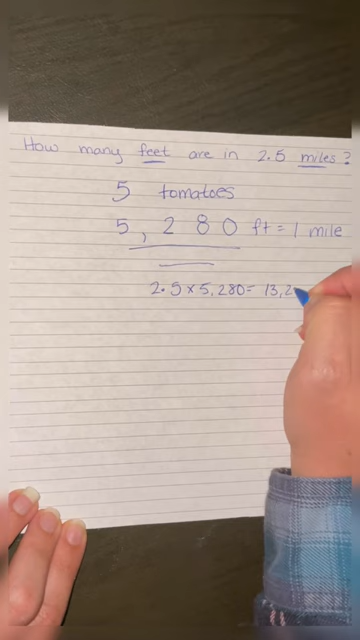 How many feet are in 2.5 miles?
5 tomatoes
5,280 ft = 1 mile
2.5 x 5,280 = 13,2